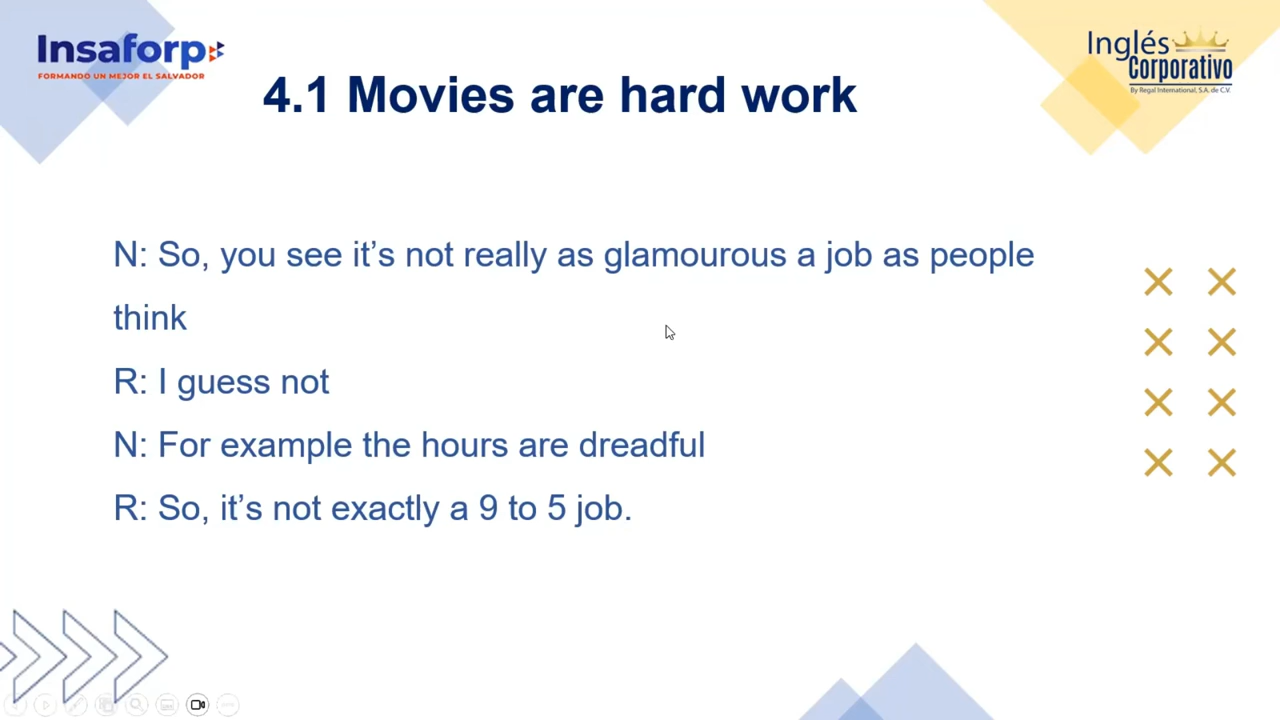 Insaforp
FORMANDO UN MEJOR EL SALVADOR
Inglés
Corporativo
By Regal International, S.A. de C.V.
4.1 Movies are hard work
N: So, you see it’s not really as glamourous a job as people
think
R: I guess not
N: For example the hours are dreadful
R: So, it’s not exactly a 9 to 5 job.